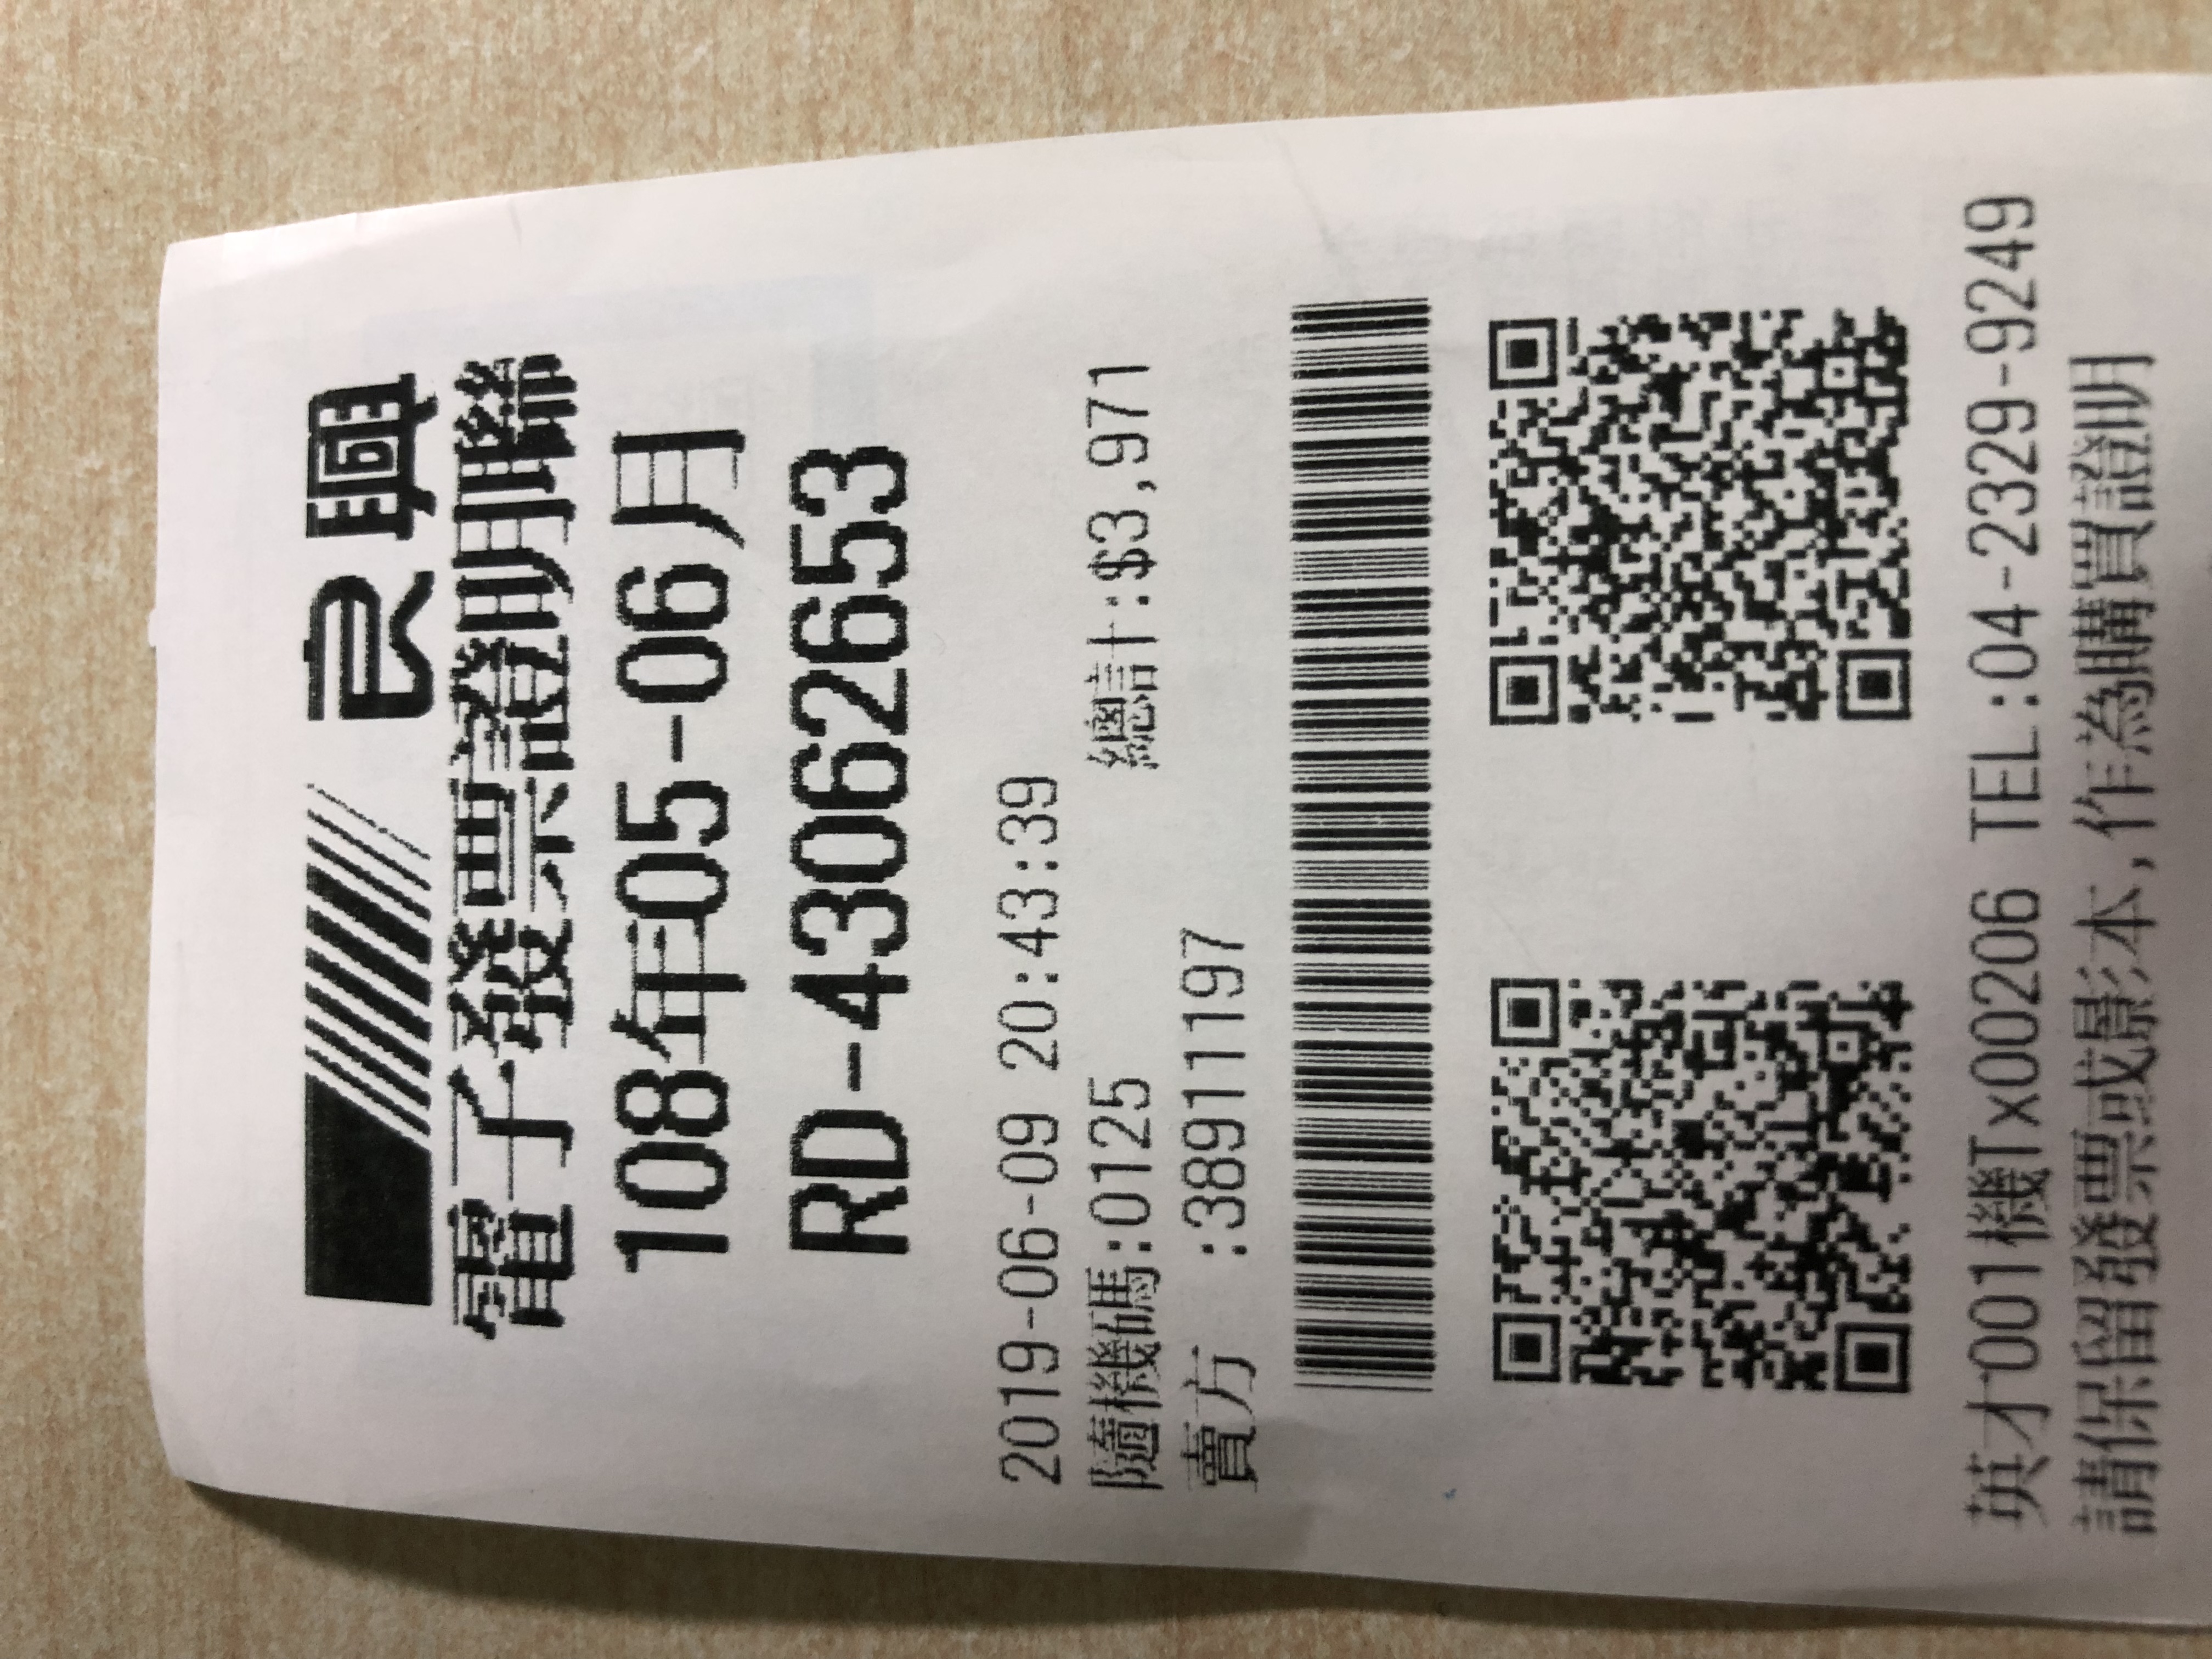 良興
電子發票證明聯
108年05-06月
RD-43062653
2019-06-09 20:43:39
隨機碼:0125 總計:$3,971
賣方 :38911197
英才001機Tx00206 TEL:04-2329-9249
請保留發票或影本,作為購買證明